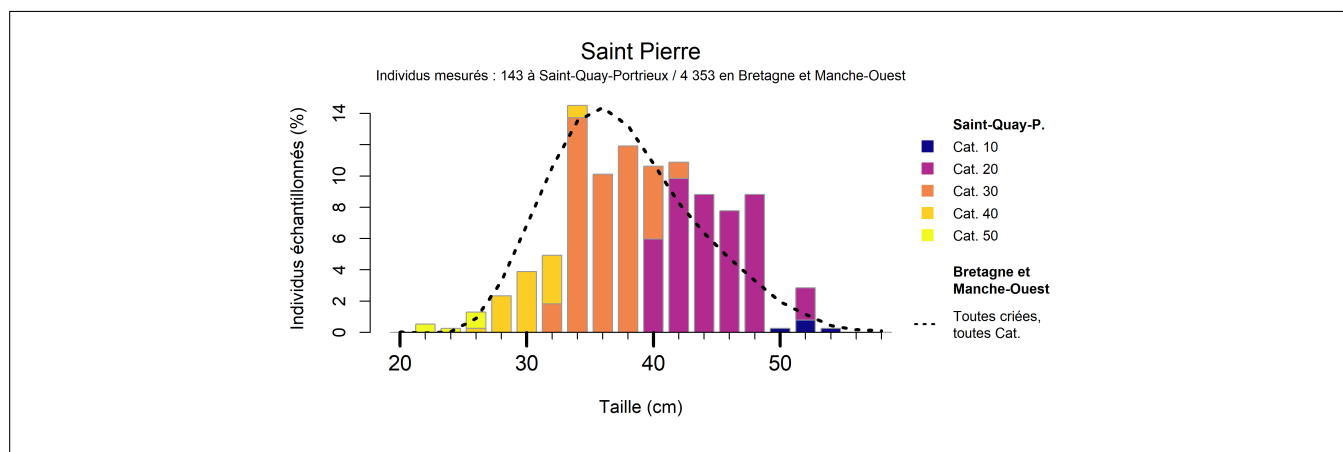 Saint Pierre
Individus mesurés : 143 à Saint-Quay-Portrieux / 4 353 en Bretagne et Manche-Ouest
Individus échantillonnés (%)
14
10
8
6
4
2
0
20
30
40
50
Taille (cm)
Saint-Quay-P.
Cat. 10
Cat. 20
Cat. 30
Cat. 40
Cat. 50
Bretagne et
Manche-Ouest
Toutes criées,
toutes Cat.